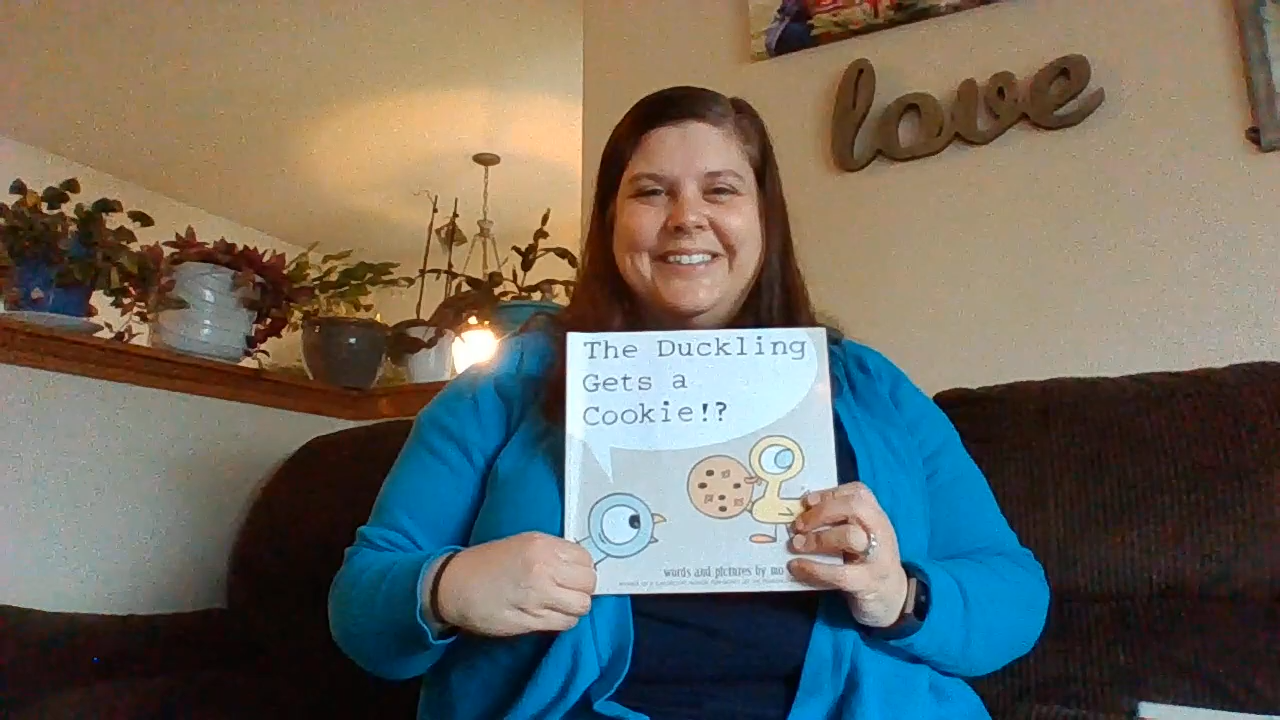 love
The Duckling
Gets a
Cookie!?
words and pictures by mo